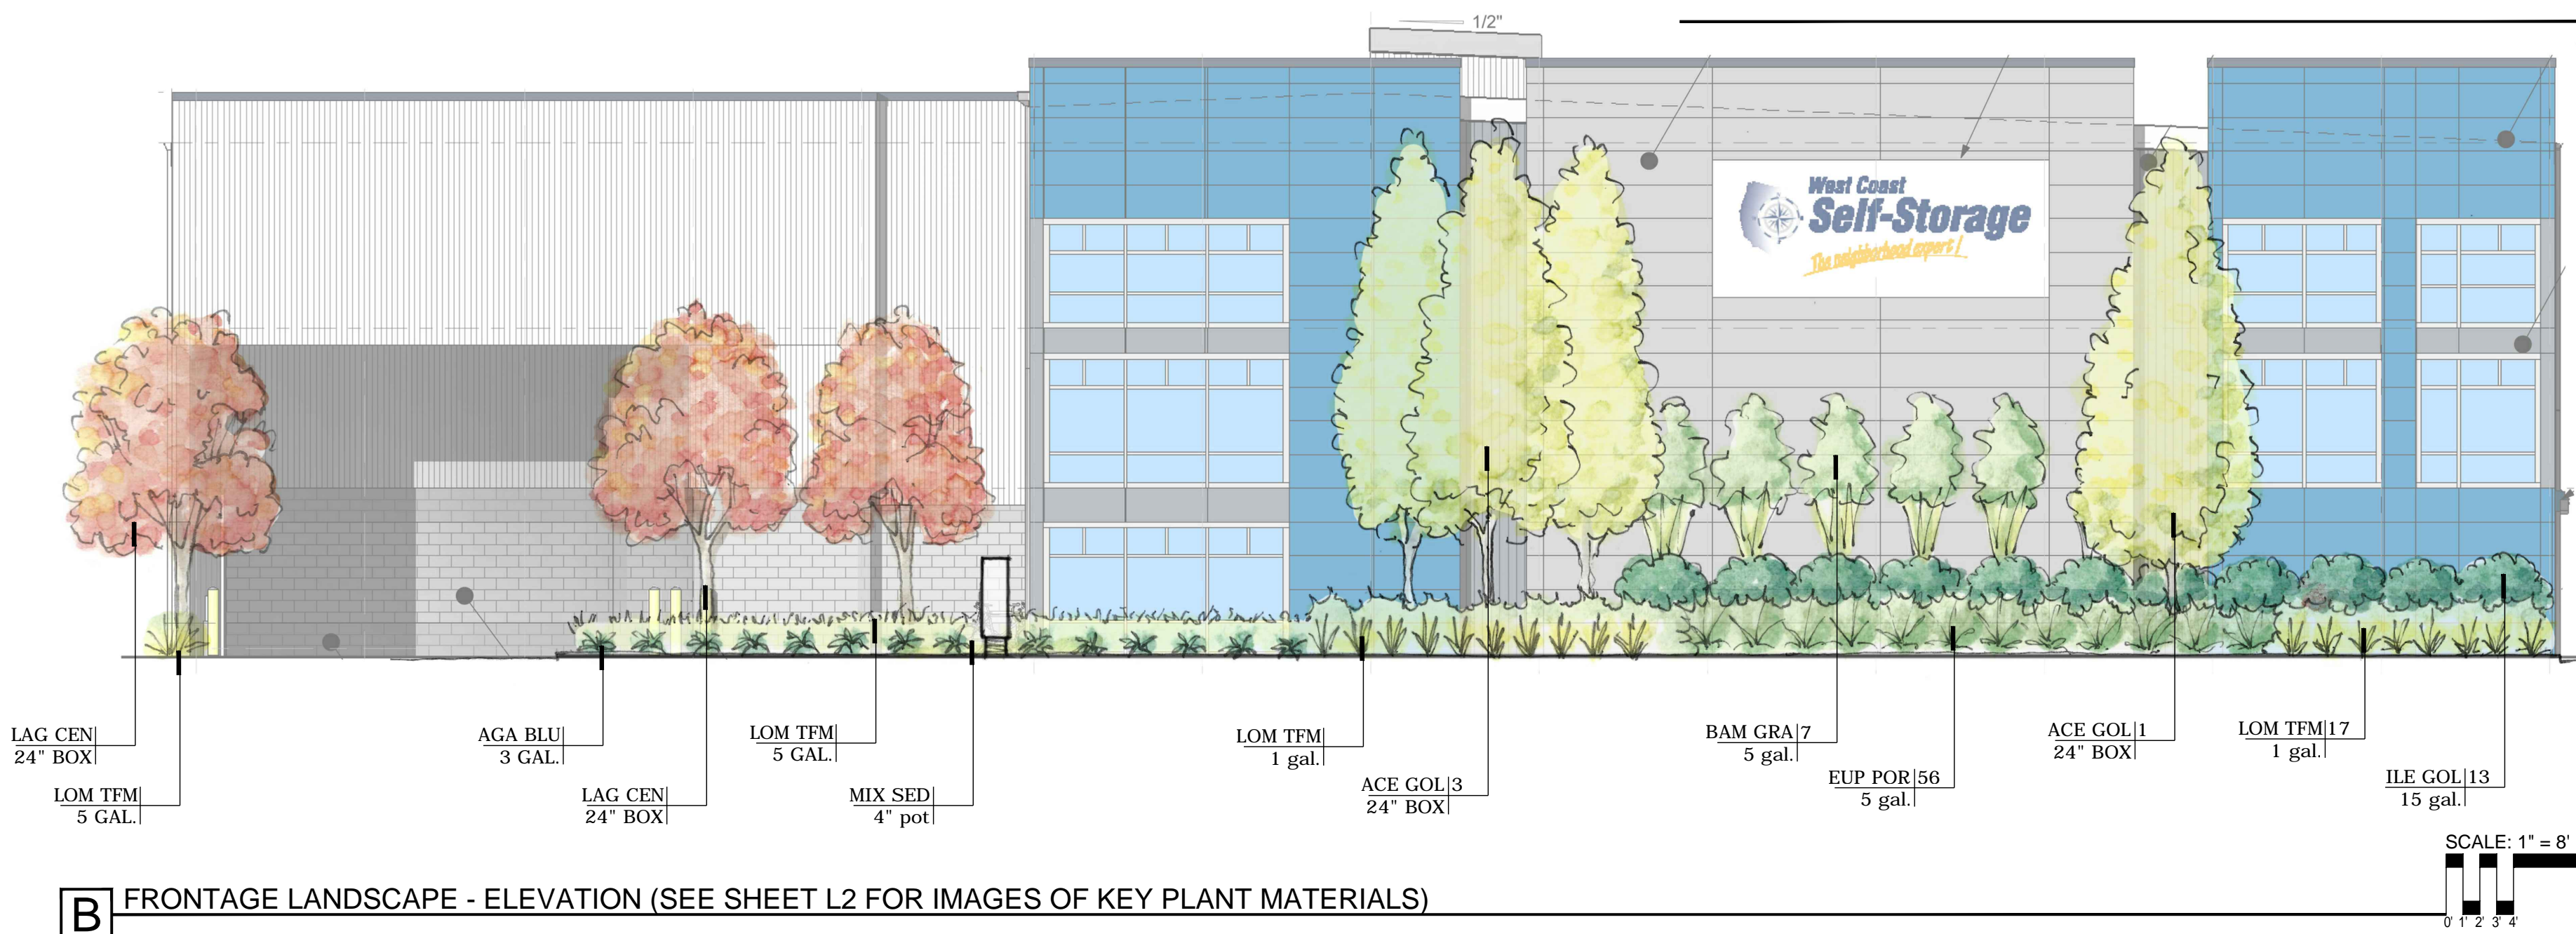 1/2"
West Coast
Self-Storage
The neighborhood expert!
LAG CEN
24" BOX
LOM TFM
5 GAL.
AGA BLU
3 GAL.
LAG CEN
24" BOX
LOM TFM
5 GAL.
MIX SED
4" pot
LOM TFM
1 gal.
ACE GOL 3
24" BOX
BAM GRA 7
5 gal.
EUP POR 56
5 gal.
ACE GOL 1
24" BOX
LOM TFM 17
1 gal.
ILE GOL 13
15 gal.
SCALE: 1" = 8'
0' 1' 2' 3' 4'
B FRONTAGE LANDSCAPE - ELEVATION (SEE SHEET L2 FOR IMAGES OF KEY PLANT MATERIALS)